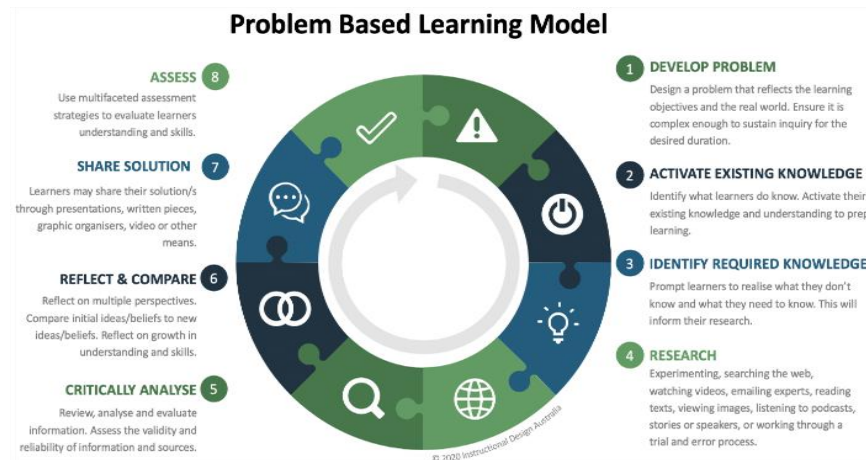 Problem Based Learning Model
1 DEVELOP PROBLEM
Design a problem that reflects the learning
objectives and the real world. Ensure it is
complex enough to sustain inquiry for the
desired duration.
2 ACTIVATE EXISTING KNOWLEDGE
Identify what learners do know. Activate their
existing knowledge and understanding to prep
learning.
3 IDENTIFY REQUIRED KNOWLEDGE
Prompt learners to realise what they don't
know and what they need to know. This will
inform their research.
4 RESEARCH
Experimenting, searching the web,
watching videos, emailing experts, reading
texts, viewing images, listening to podcasts,
stories or speakers, or working through a
trial and error process.
CRITICALLY ANALYSE 5
Review, analyse and evaluate
information. Assess the validity and
reliability of information and sources.
REFLECT & COMPARE 6
Reflect on multiple perspectives.
Compare initial ideas/beliefs to new
ideas/beliefs. Reflect on growth in
understanding and skills.
SHARE SOLUTION 7
Learners may share their solution/s
through presentations, written pieces,
graphic organisers, video or other
means.
ASSESS 8
Use multifaceted assessment
strategies to evaluate learners
understanding and skills.
© 2020 Instructional Design Australia